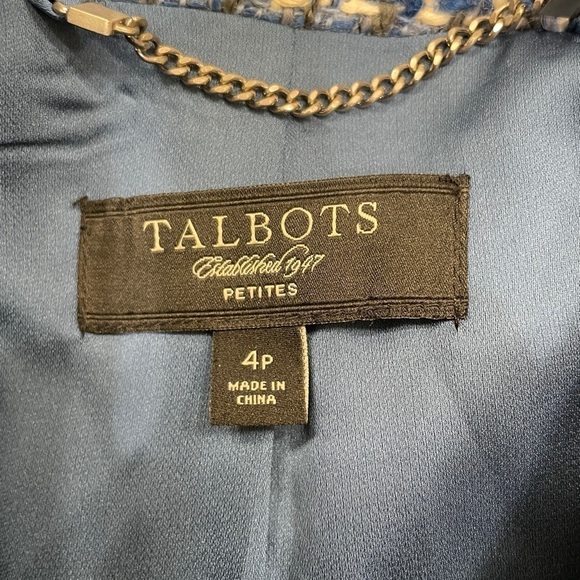 TALBOTS
Established 1947
PETITES
4P
MADE IN
CHINA